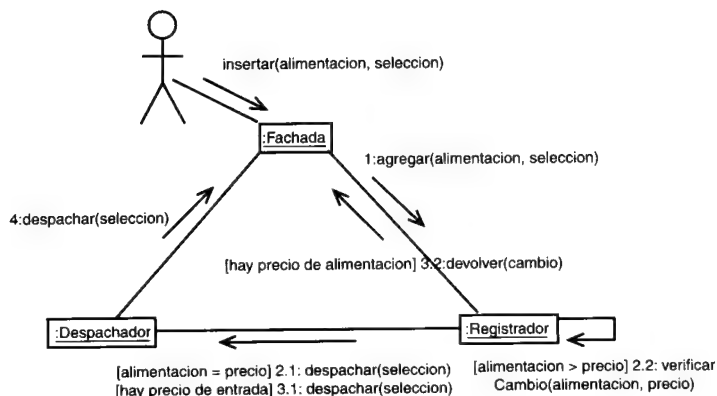 insertar(alimentacion, seleccion)
:Fachada
1:agregar(alimentacion, seleccion)
4:despachar(seleccion)
[hay precio de alimentacion] 3.2:devolver(cambio)
:Despachador
:Registrador
[alimentacion = precio] 2.1: despachar(seleccion)
[hay precio de entrada] 3.1: despachar(seleccion)
[alimentacion > precio] 2.2: verificar
Cambio(alimentacion, precio)